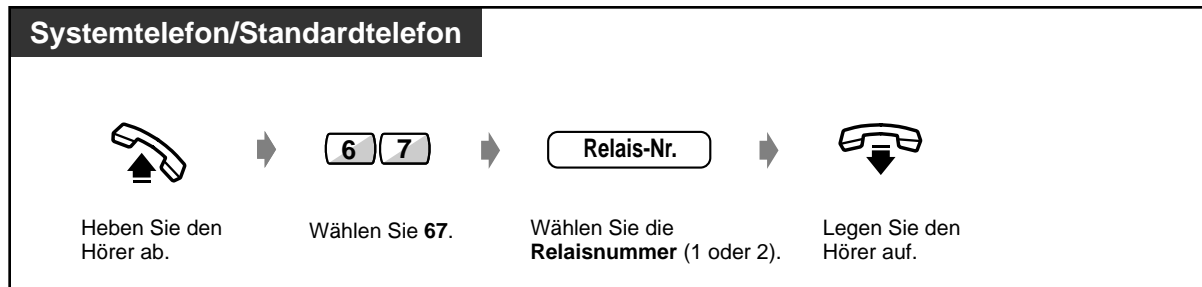 Systemtelefon/Standardtelefon
6 7
Relais-Nr.
Heben Sie den
Hörer ab.
Wählen Sie 67.
Wählen Sie die
Relaisnummer (1 oder 2).
Legen Sie den
Hörer auf.